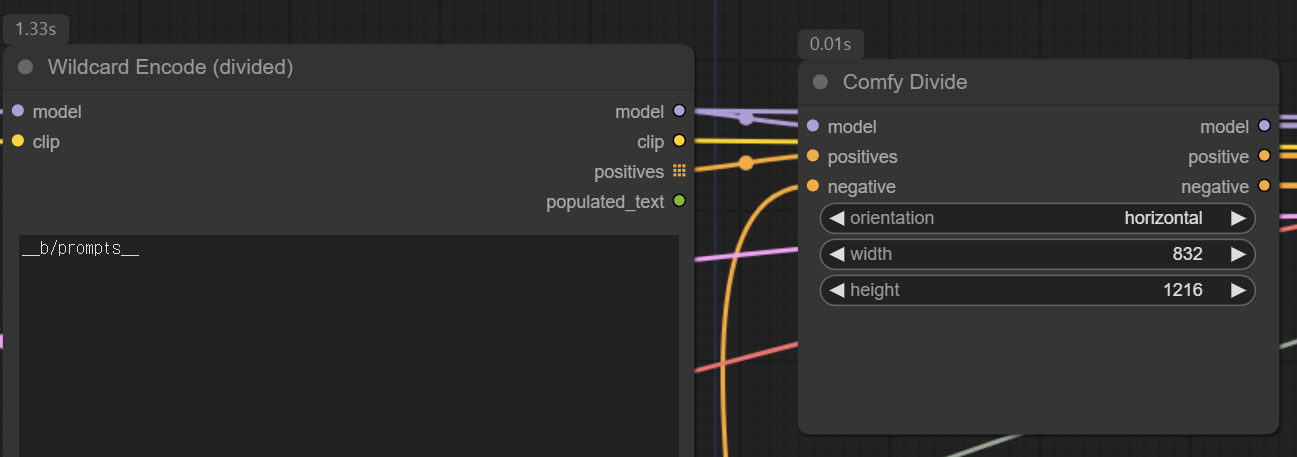 1.33s
Wildcard Encode (divided)
model
model
clip
clip
positives
populated_text
__b/prompts__
0.01s
Comfy Divide
model
model
positives
positive
negative
negative
orientation
horizontal
width
832
height
1216